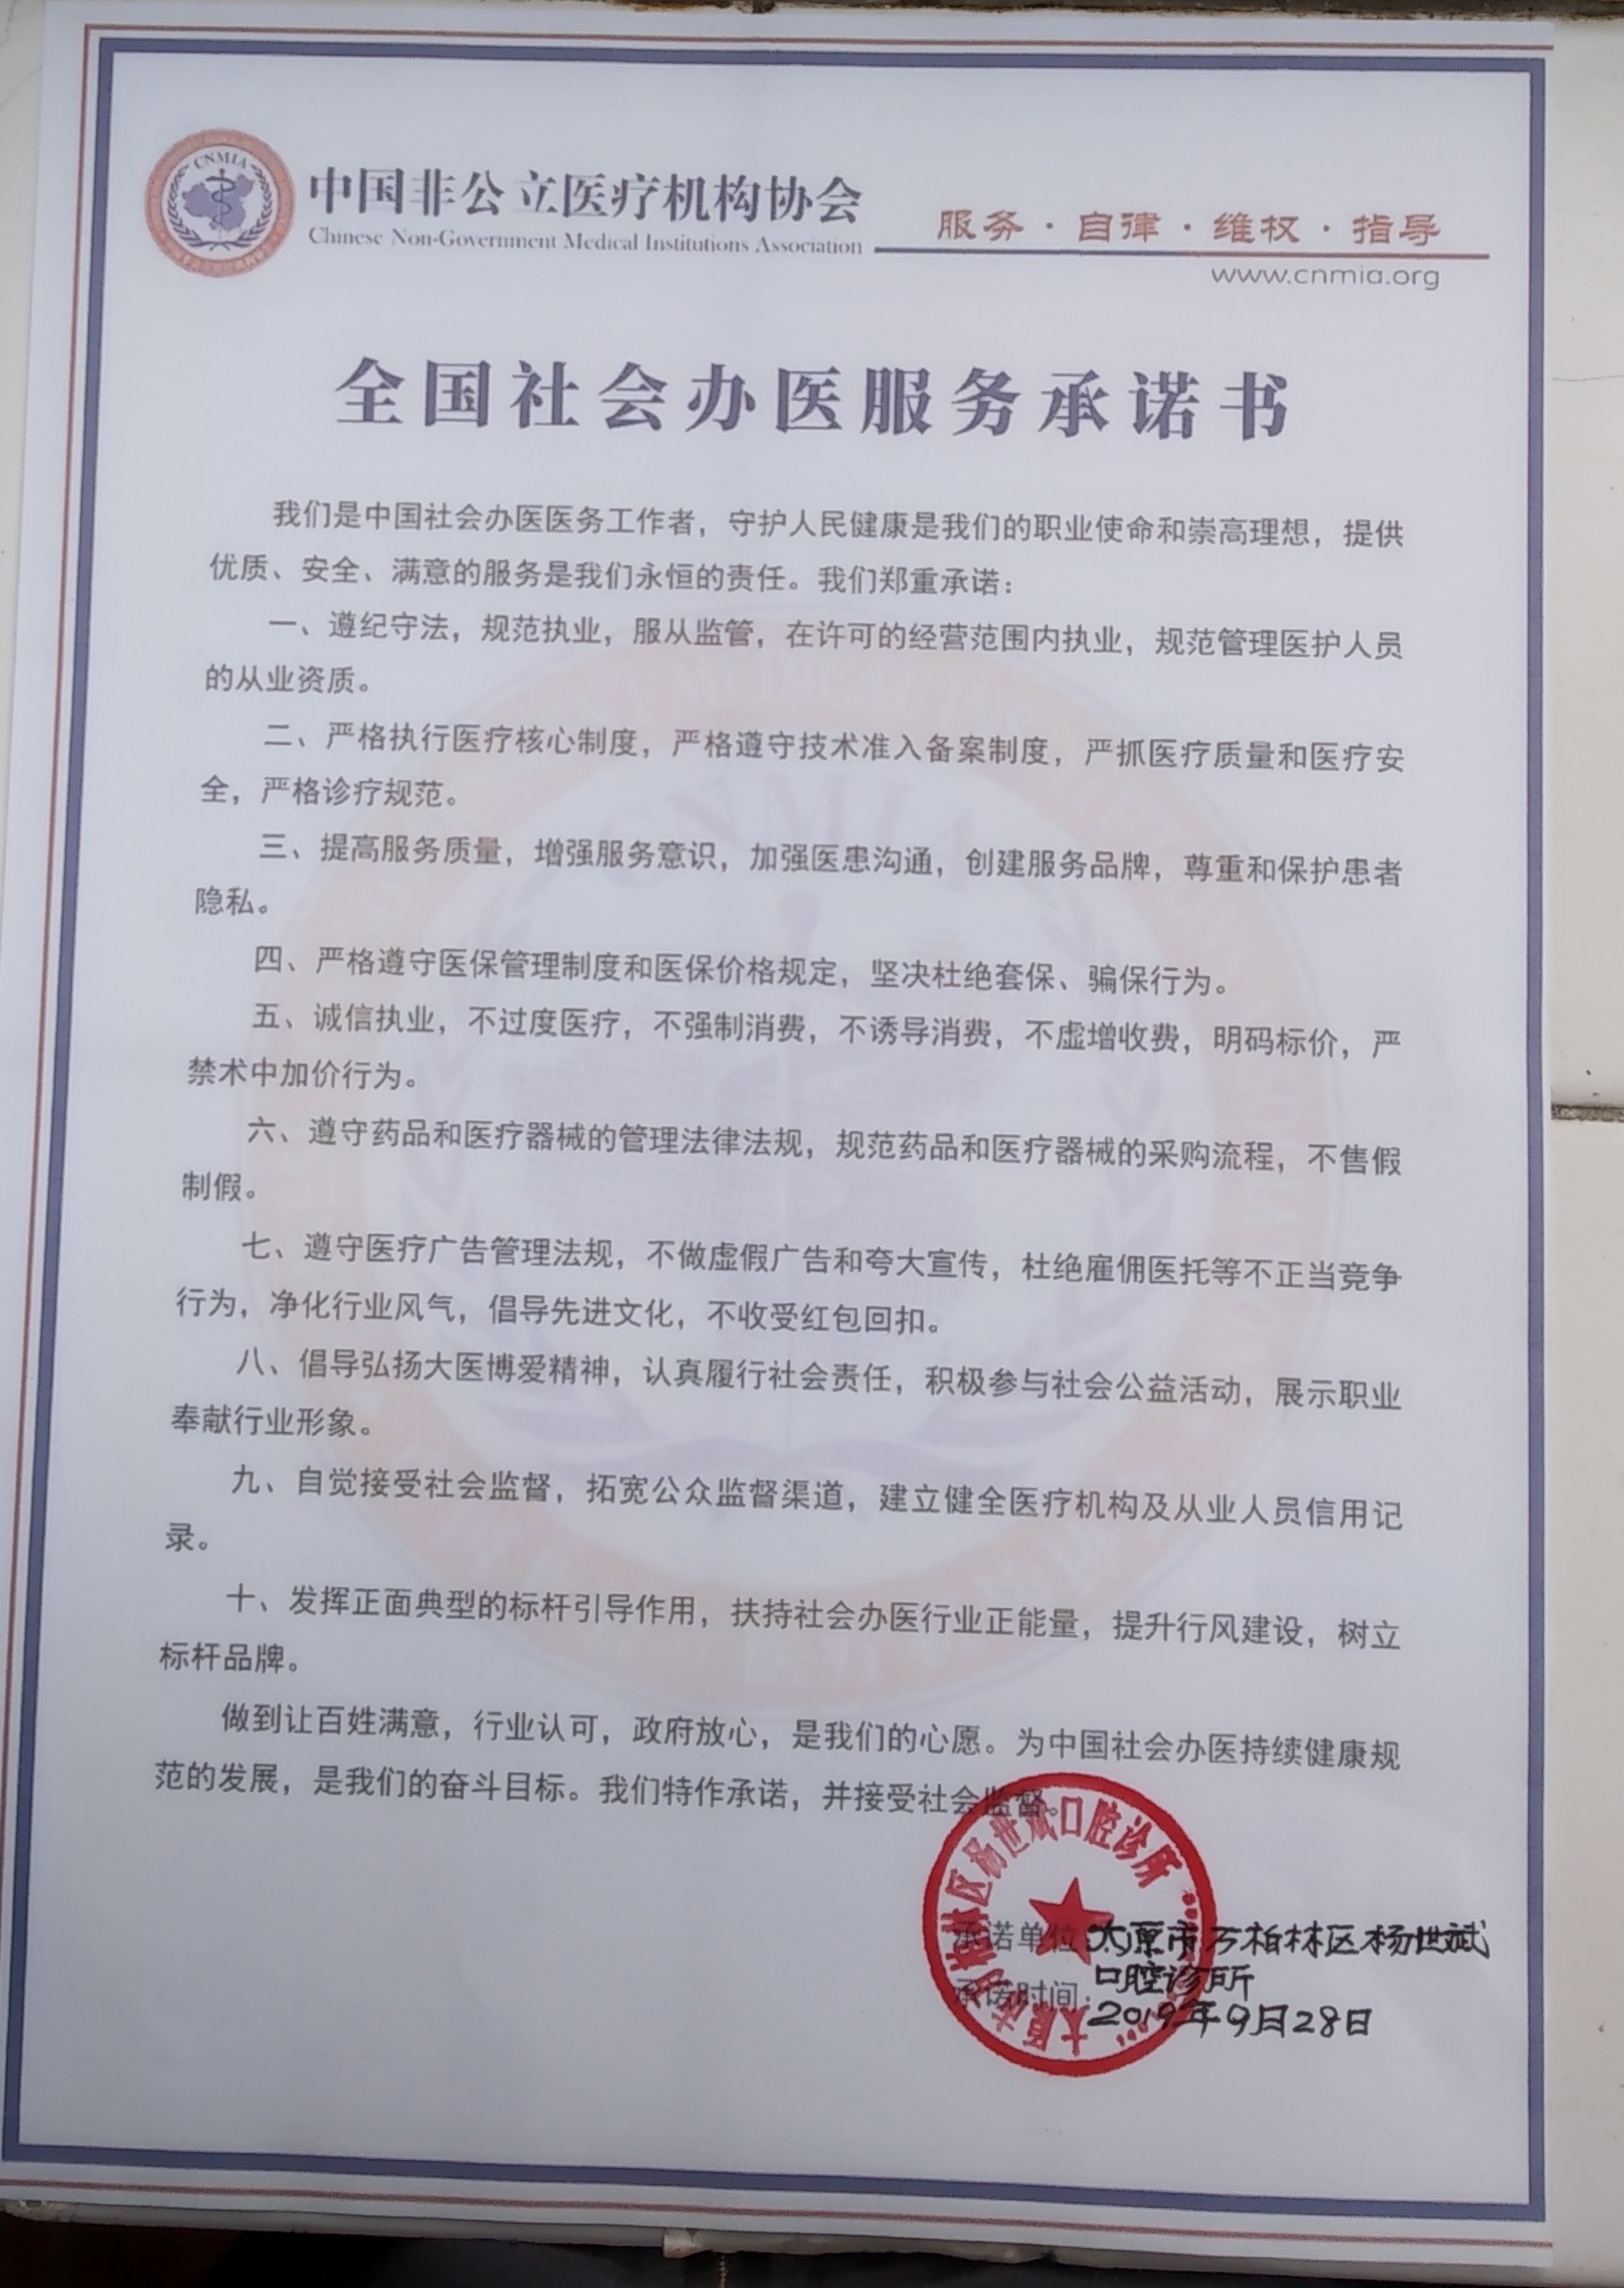 CNMIA
中国非公立医疗机构协会
Chinese Non-Government Medical Institutions Association
服务·自律·维权·指导
www.cnmia.org
全国社会办医服务承诺书
我们是中国社会办医医务工作者，守护人民健康是我们的职业使命和崇高理想，提供
优质、安全、满意的服务是我们永恒的责任。我们郑重承诺：
一、遵纪守法，规范执业，服从监管，在许可的经营范围内执业，规范管理医护人员
的从业资质。
二、严格执行医疗核心制度，严格遵守技术准入备案制度，严抓医疗质量和医疗安
全，严格诊疗规范。
三、提高服务质量，增强服务意识，加强医患沟通，创建服务品牌，尊重和保护患者
隐私。
四、严格遵守医保管理制度和医保价格规定，坚决杜绝套保、骗保行为。
五、诚信执业，不过度医疗，不强制消费，不诱导消费，不虚增收费，明码标价，严
禁术中加价行为。
六、遵守药品和医疗器械的管理法律法规，规范药品和医疗器械的采购流程，不售假
制假。
七、遵守医疗广告管理法规，不做虚假广告和夸大宣传，杜绝雇佣医托等不正当竞争
行为，净化行业风气，倡导先进文化，不收受红包回扣。
八、倡导弘扬大医博爱精神，认真履行社会责任，积极参与社会公益活动，展示职业
奉献行业形象。
九、自觉接受社会监督，拓宽公众监督渠道，建立健全医疗机构及从业人员信用记
录。
十、发挥正面典型的标杆引导作用，扶持社会办医行业正能量，提升行风建设，树立
标杆品牌。
做到让百姓满意，行业认可，政府放心，是我们的心愿。为中国社会办医持续健康规
范的发展，是我们的奋斗目标。我们特作承诺，并接受社会监督。
太原市万柏林区杨世斌口腔诊所
承诺单位：太原市万柏林区杨世斌
口腔诊所
承诺时间：2019年9月28日